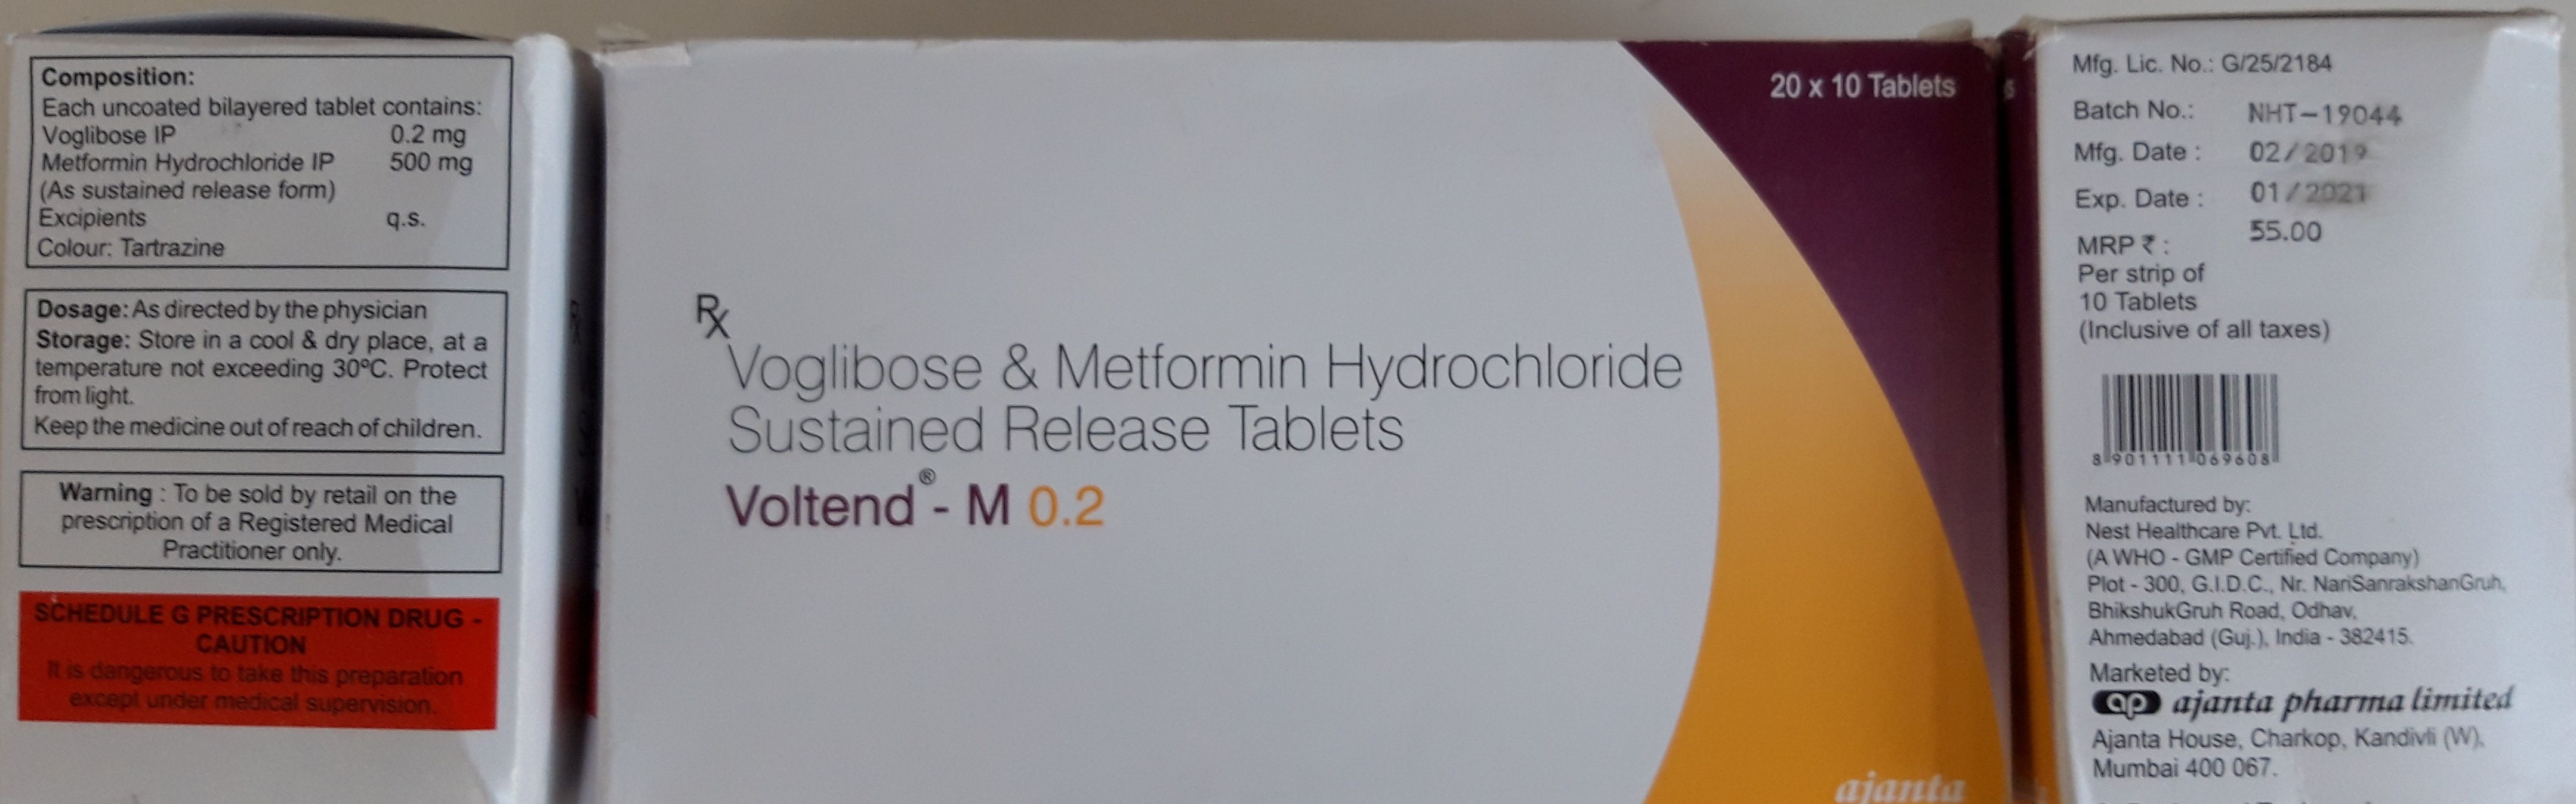 Composition:
Each uncoated bilayered tablet contains:
Voglibose IP 0.2 mg
Metformin Hydrochloride IP 500 mg
(As sustained release form)
Excipients q.s.
Colour: Tartrazine
Dosage: As directed by the physician
Storage: Store in a cool & dry place, at a
temperature not exceeding 30ºC. Protect
from light.
Keep the medicine out of reach of children.
Warning : To be sold by retail on the
prescription of a Registered Medical
Practitioner only.
SCHEDULE G PRESCRIPTION DRUG -
CAUTION
It is dangerous to take this preparation
except under medical supervision.
20 x 10 Tablets
Rx
Voglibose & Metformin Hydrochloride
Sustained Release Tablets
Voltend® - M 0.2
ajanta
Mfg. Lic. No.: G/25/2184
Batch No.: NHT-19044
Mfg. Date : 02/2019
Exp. Date : 01/2021
MRP ₹ : 55.00
Per strip of
10 Tablets
(Inclusive of all taxes)
8 901111 069608
Manufactured by:
Nest Healthcare Pvt. Ltd.
(A WHO - GMP Certified Company)
Plot - 300, G.I.D.C., Nr. NariSanrakshanGruh,
BhikshukGruh Road, Odhav,
Ahmedabad (Guj.), India - 382415.
Marketed by:
ap ajanta pharma limited
Ajanta House, Charkop, Kandivli (W),
Mumbai 400 067.